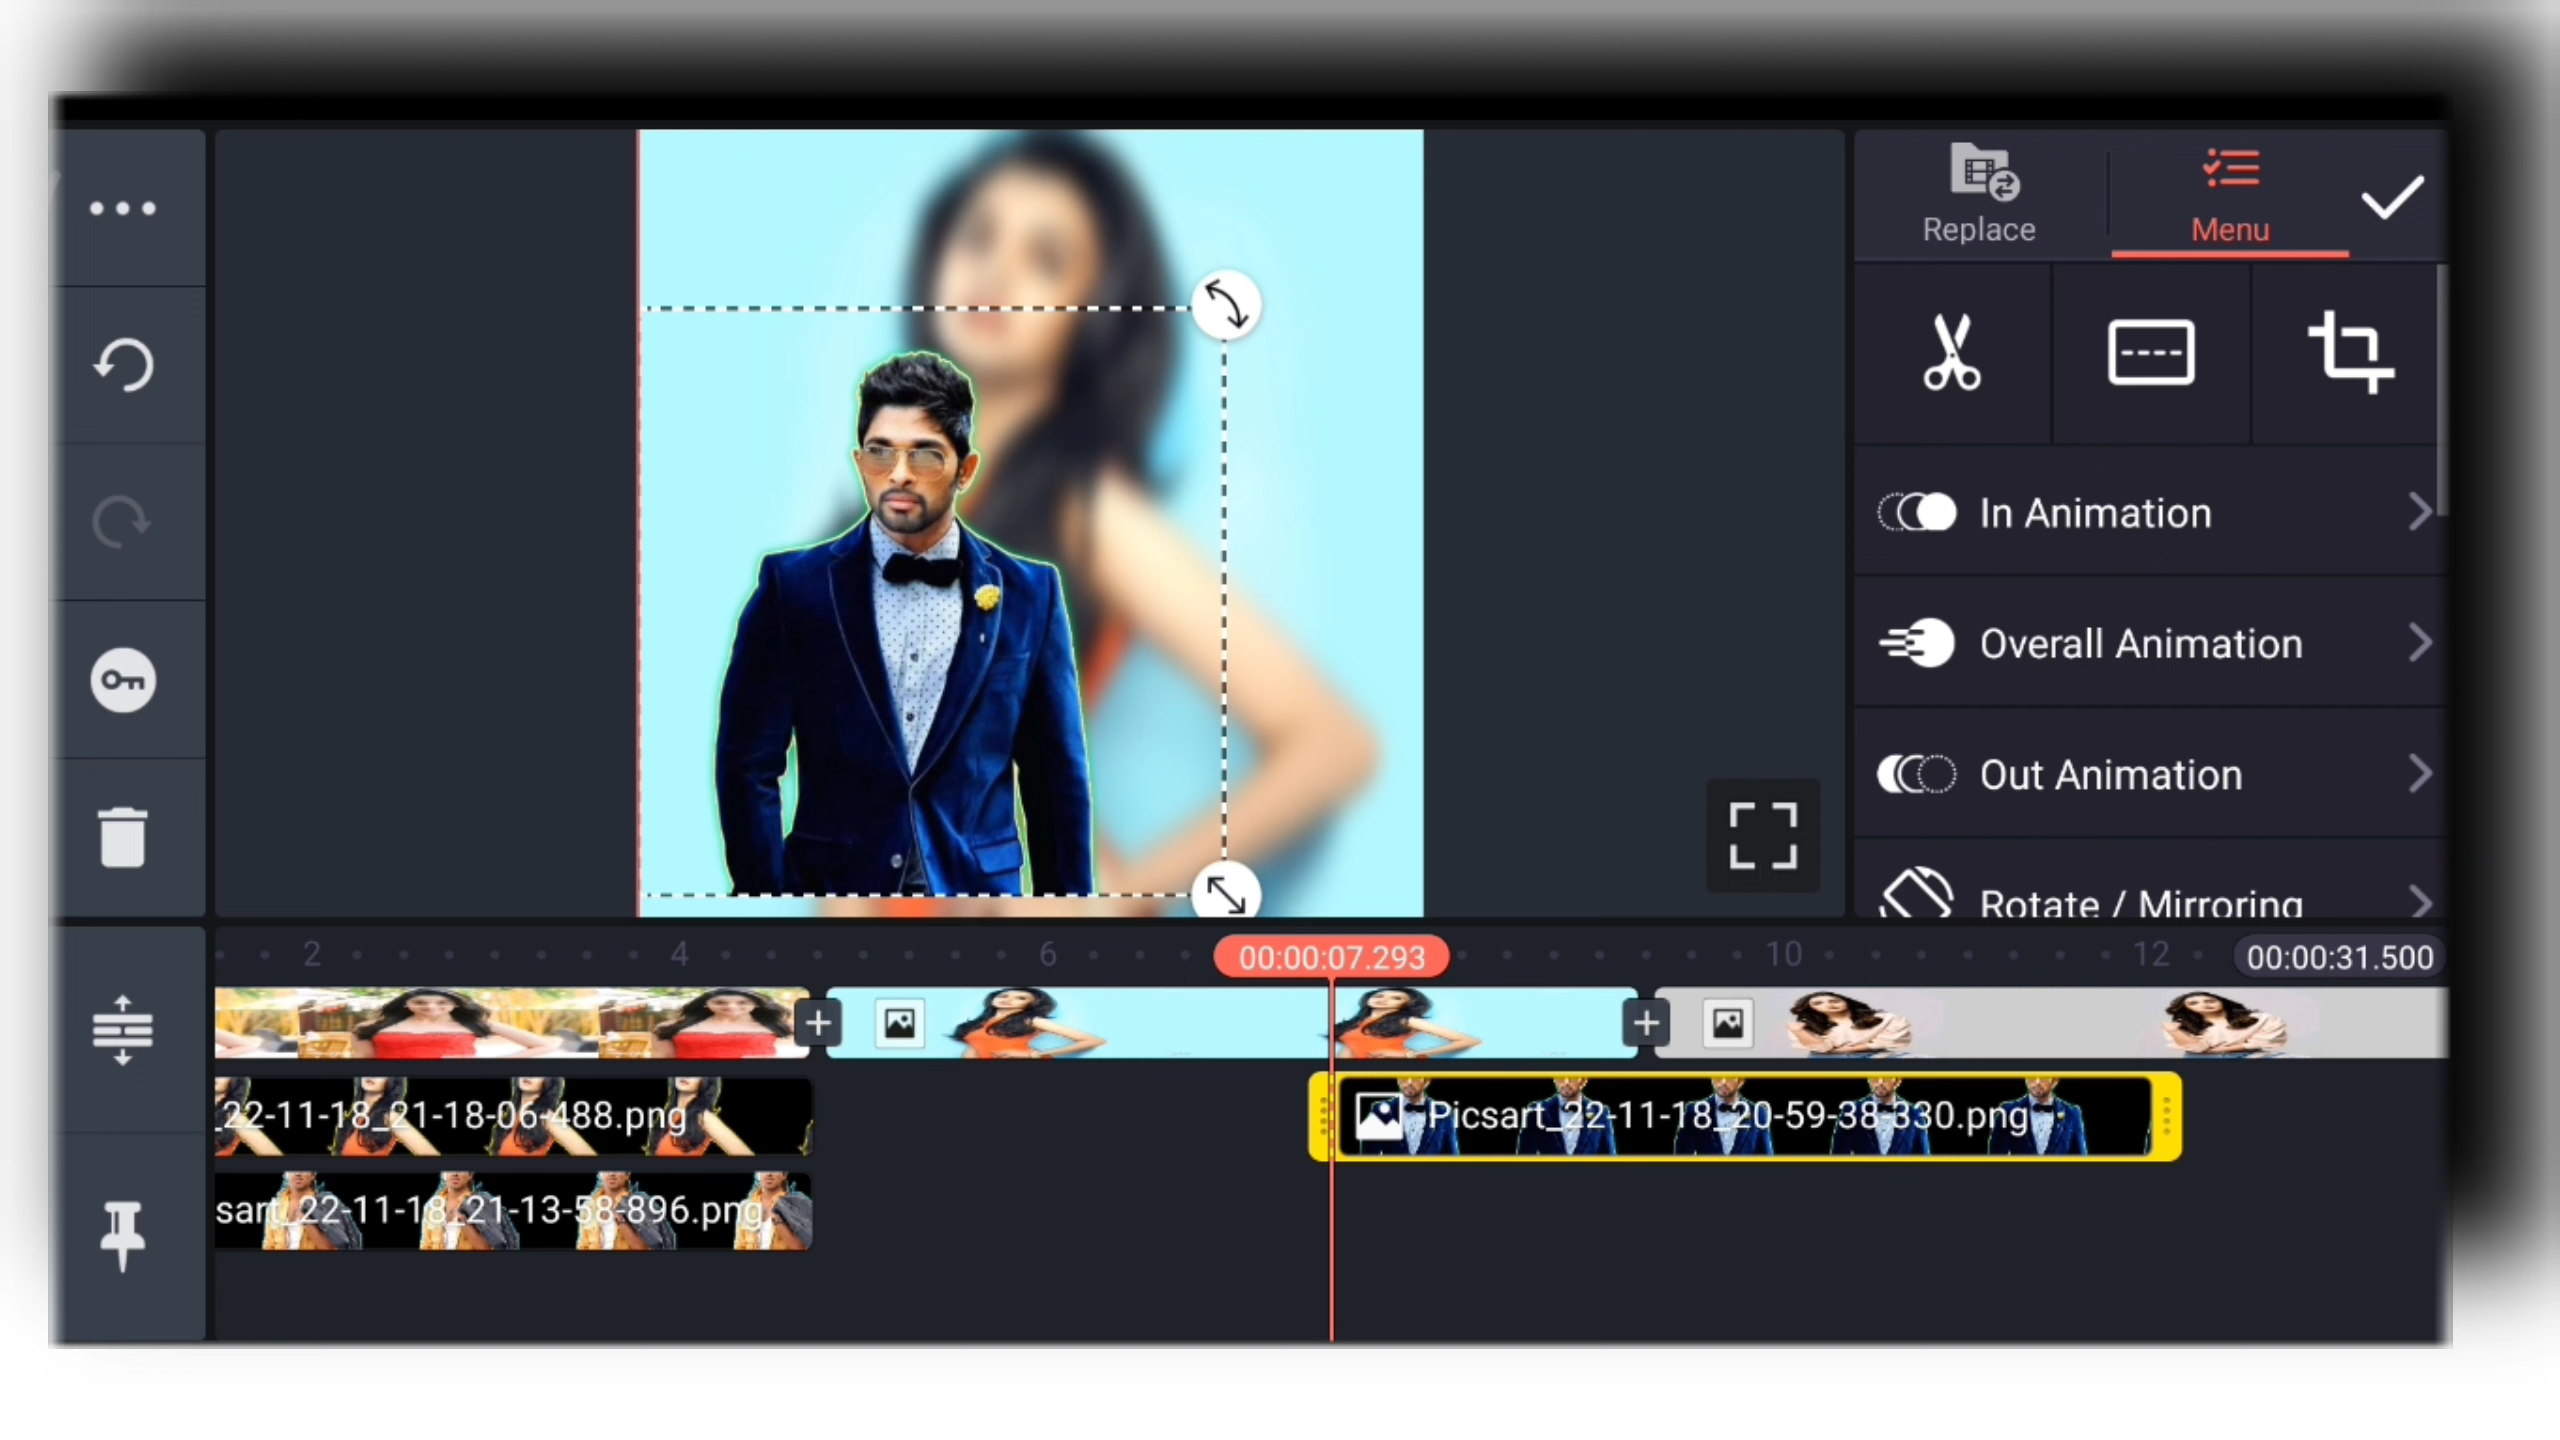 Replace
Menu
In Animation
Overall Animation
Out Animation
Rotate / Mirroring
2
4
6
00:00:07.293
10
12
00:00:31.500
_22-11-18_21-18-06-488.png
Picsart_22-11-18_20-59-38-330.png
sart_22-11-18_21-13-58-896.png